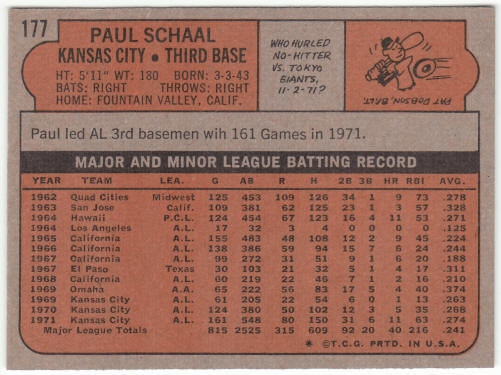 177
PAUL SCHAAL
KANSAS CITY • THIRD BASE
HT: 5'11" WT: 180 BORN: 3-3-43
BATS: RIGHT THROWS: RIGHT
HOME: FOUNTAIN VALLEY, CALIF.
WHO HURLED
NO-HITTER
VS. TOKYO
GIANTS,
11-2-71?
PAT DOBSON, BALT.
Paul led AL 3rd basemen wih 161 Games in 1971.
MAJOR AND MINOR LEAGUE BATTING RECORD
YEAR TEAM LEA. G AB R H 2B 3B HR RBI AVG.
1962 Quad Cities Midwest 125 453 109 126 34 1 9 73 .278
1963 San Jose Calif. 109 381 62 125 23 1 3 57 .328
1964 Hawaii P.C.L. 124 454 67 123 16 4 11 53 .271
1964 Los Angeles A.L. 17 32 3 4 0 0 0 0 .125
1965 California A.L. 155 483 48 108 12 2 9 45 .224
1966 California A.L. 138 386 59 94 15 7 6 24 .244
1967 California A.L. 99 272 31 51 9 1 6 20 .188
1967 El Paso Texas 30 103 21 32 5 1 4 17 .311
1968 California A.L. 60 219 22 46 7 1 2 16 .210
1969 Omaha A.A. 65 222 56 83 17 4 5 40 .374
1969 Kansas City A.L. 61 205 22 54 6 0 1 13 .263
1970 Kansas City A.L. 124 380 50 102 12 3 5 35 .268
1971 Kansas City A.L. 161 548 80 150 31 6 11 63 .274
Major League Totals 815 2525 315 609 92 20 40 216 .241
* ©T.C.G. PRTD. IN U.S.A.